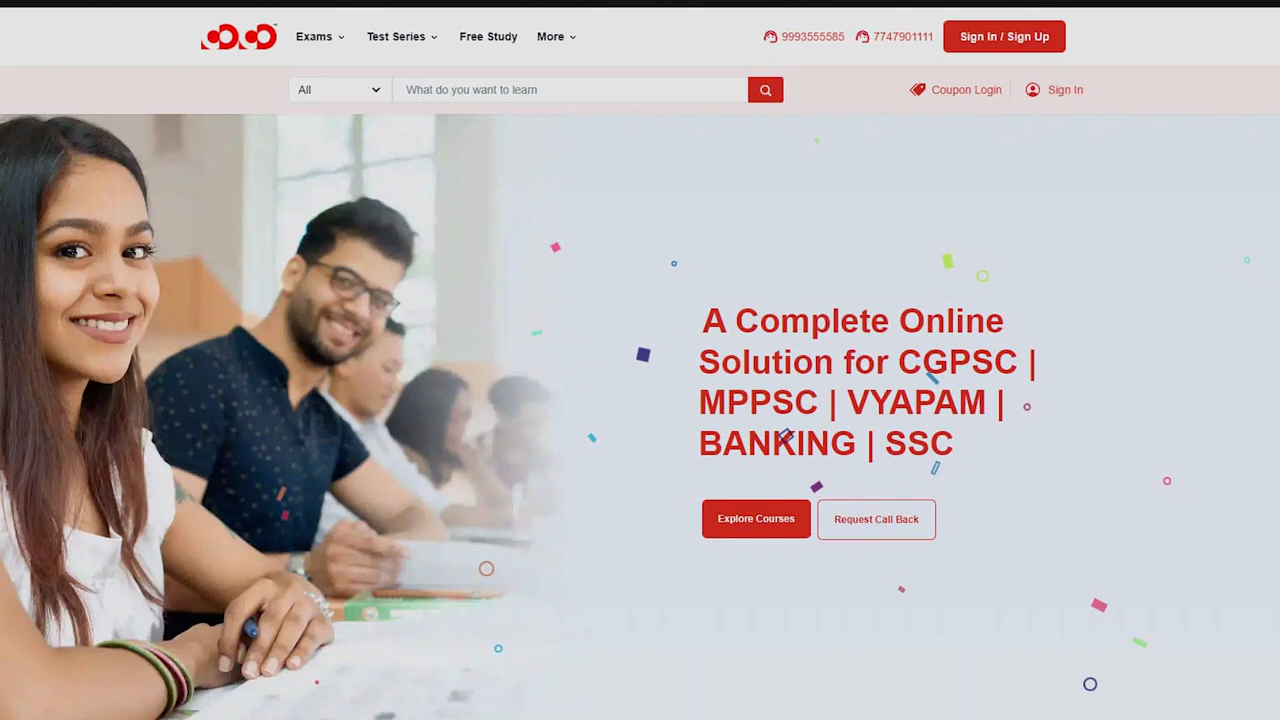 Exams
Test Series
Free Study
More
9993555585
7747901111
Sign In / Sign Up
All
What do you want to learn
Coupon Login
Sign In
A Complete Online
Solution for CGPSC |
MPPSC | VYAPAM |
BANKING | SSC
Explore Courses
Request Call Back